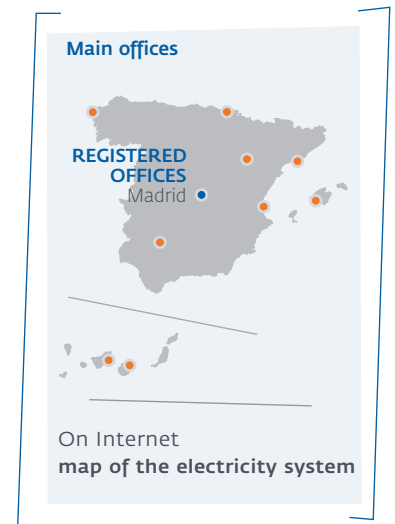 Main offices
REGISTERED
OFFICES
Madrid
On Internet
map of the electricity system